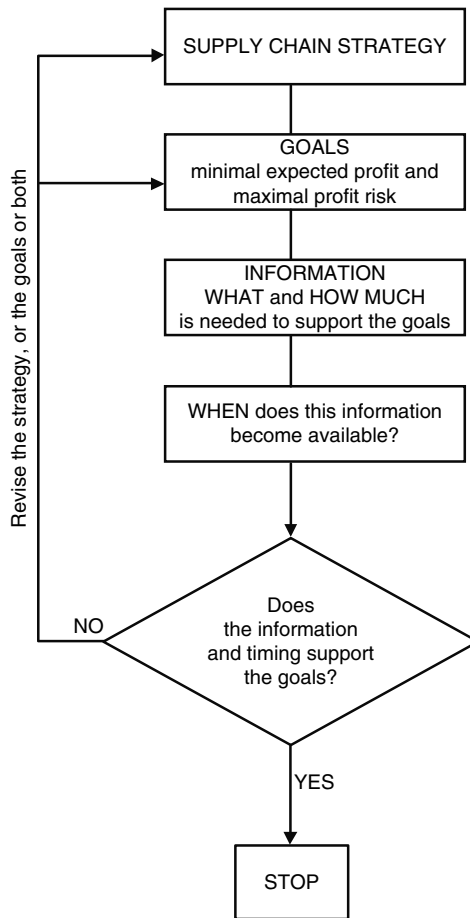 SUPPLY CHAIN STRATEGY
GOALS
minimal expected profit and
maximal profit risk
INFORMATION
WHAT and HOW MUCH
is needed to support the goals
WHEN does this information
become available?
Revise the strategy, or the goals or both
Does
the information
and timing support
the goals?
NO
YES
STOP